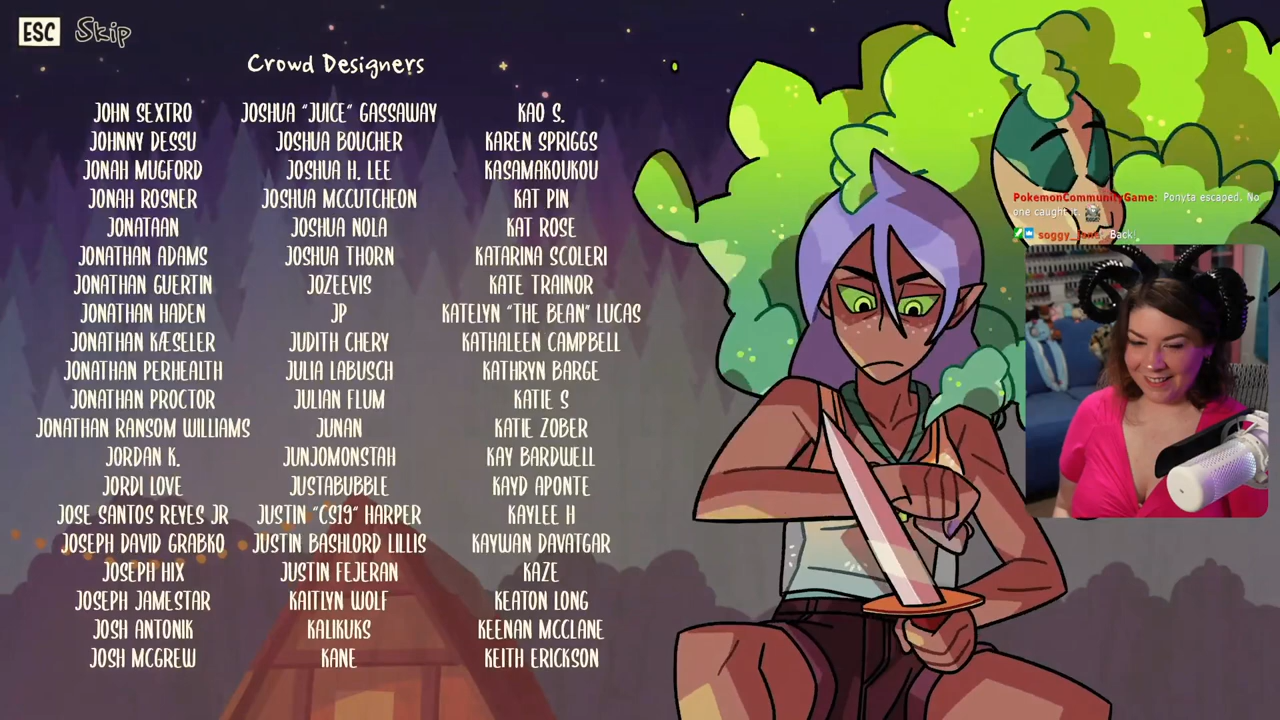 ESC Skip
Crowd Designers
JOHN SEXTRO
JOHNNY DESSU
JONAH MUGFORD
JONAH ROSNER
JONATAAN
JONATHAN ADAMS
JONATHAN GUERTIN
JONATHAN HADEN
JONATHAN KÆSELER
JONATHAN PERHEALTH
JONATHAN PROCTOR
JONATHAN RANSOM WILLIAMS
JORDAN K.
JORDI LOVE
JOSE SANTOS REYES JR
JOSEPH DAVID GRABKO
JOSEPH HIX
JOSEPH JAMESTAR
JOSH ANTONIK
JOSH MCGREW
JOSHUA "JUICE" GASSAWAY
JOSHUA BOUCHER
JOSHUA H. LEE
JOSHUA MCCUTCHEON
JOSHUA NOLA
JOSHUA THORN
JOZEEVIS
JP
JUDITH CHERY
JULIA LABUSCH
JULIAN FLUM
JUNAN
JUNJOMONSTAH
JUSTABUBBLE
JUSTIN "CS19" HARPER
JUSTIN BASHLORD LILLIS
JUSTIN FEJERAN
KAITLYN WOLF
KALIKUKS
KANE
KAO S.
KAREN SPRIGGS
KASAMAKOUKOU
KAT PIN
KAT ROSE
KATARINA SCOLERI
KATE TRAINOR
KATELYN "THE BEAN" LUCAS
KATHALEEN CAMPBELL
KATHRYN BARGE
KATIE S
KATIE ZOBER
KAY BARDWELL
KAYD APONTE
KAYLEE H
KAYWAN DAVATGAR
KAZE
KEATON LONG
KEENAN MCCLANE
KEITH ERICKSON
PokemonCommunityGame: Ponyta escaped. No
one caught it.
Back!